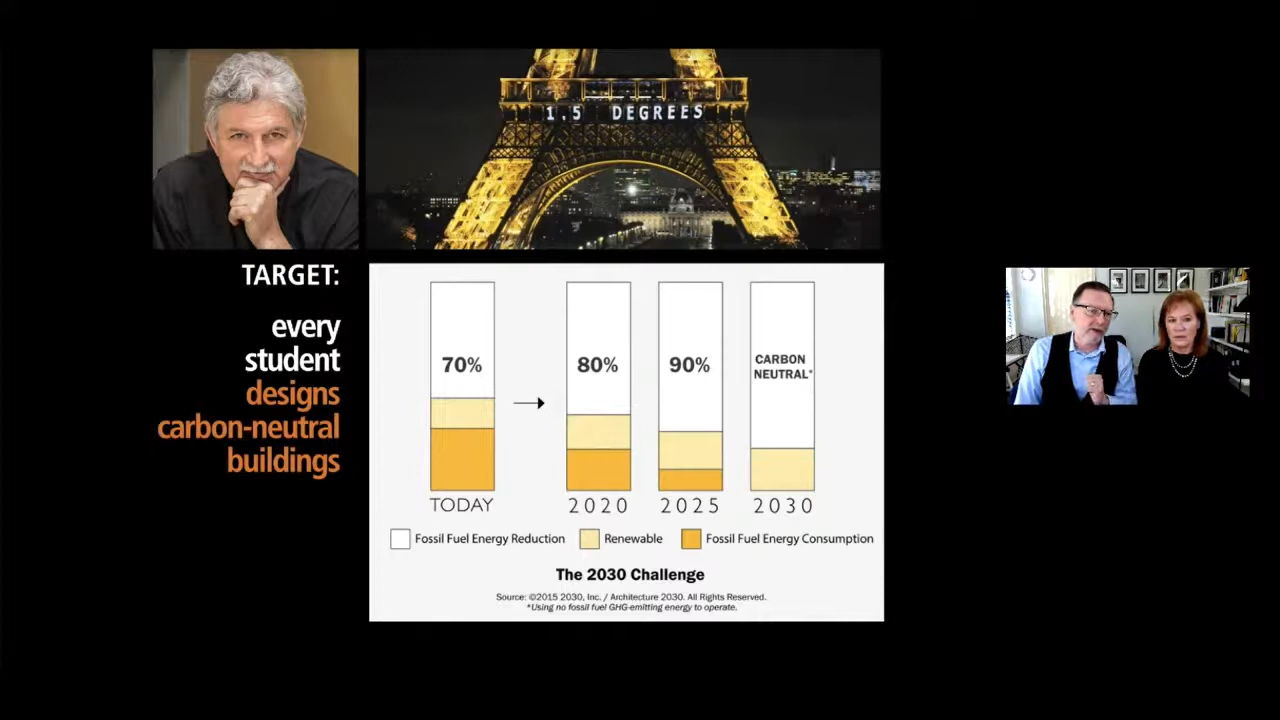 1.5 DEGREES
TARGET:
every
student
designs
carbon-neutral
buildings
70%
80%
90%
CARBON
NEUTRAL*
TODAY
2020
2025
2030
Fossil Fuel Energy Reduction
Renewable
Fossil Fuel Energy Consumption
The 2030 Challenge
Source: ©2015 2030, Inc. / Architecture 2030. All Rights Reserved.
*Using no fossil fuel GHG-emitting energy to operate.